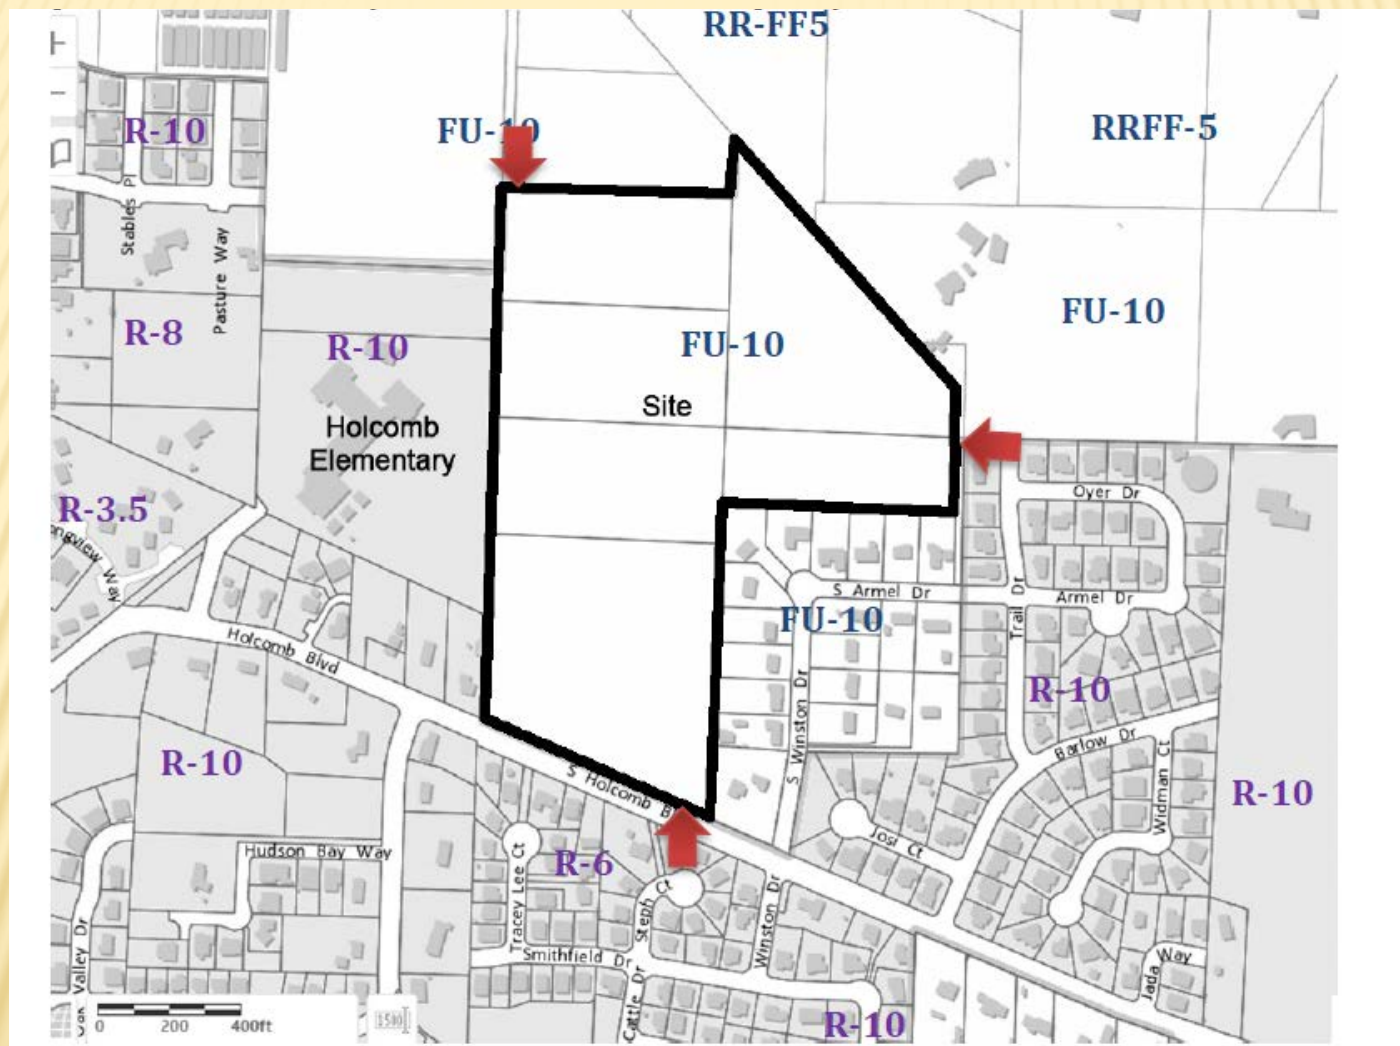 RR-FF5
R-10
FU-10
RRFF-5
Stables Pl
Pasture Way
FU-10
R-8
R-10
FU-10
Site
Holcomb
Elementary
R-3.5
Oyer Dr
Way
S Armel Dr
Trail Dr
Armel Dr
FU-10
Holcomb Blvd
R-10
S Winston Dr
Barlow Dr
Widman Ct
R-10
S Holcomb B
R-10
Josi Ct
Hudson Bay Way
Tracey Lee Ct
R-6
Steph Ct
Winston Dr
Smithfield Dr
Valley Dr
Cattle Dr
Jada Way
0 200 400ft
1500
R-10